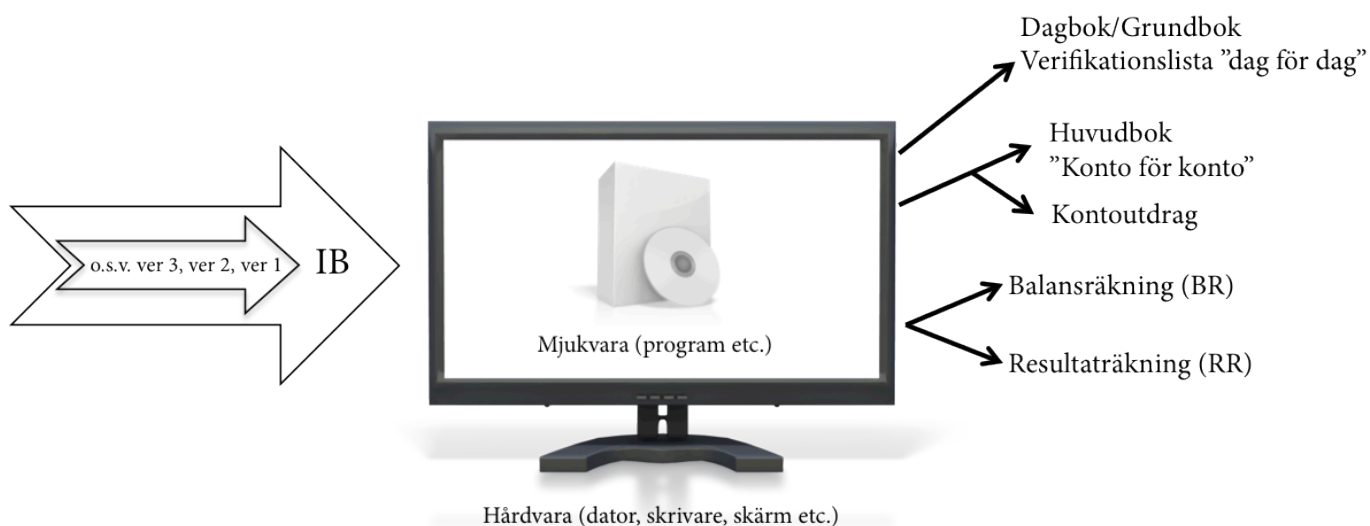 o.s.v. ver 3, ver 2, ver 1
IB
Mjukvara (program etc.)
Hårdvara (dator, skrivare, skärm etc.)
Dagbok/Grundbok
Verifikationslista ”dag för dag”
Huvudbok
”Konto för konto”
Kontoutdrag
Balansräkning (BR)
Resultaträkning (RR)